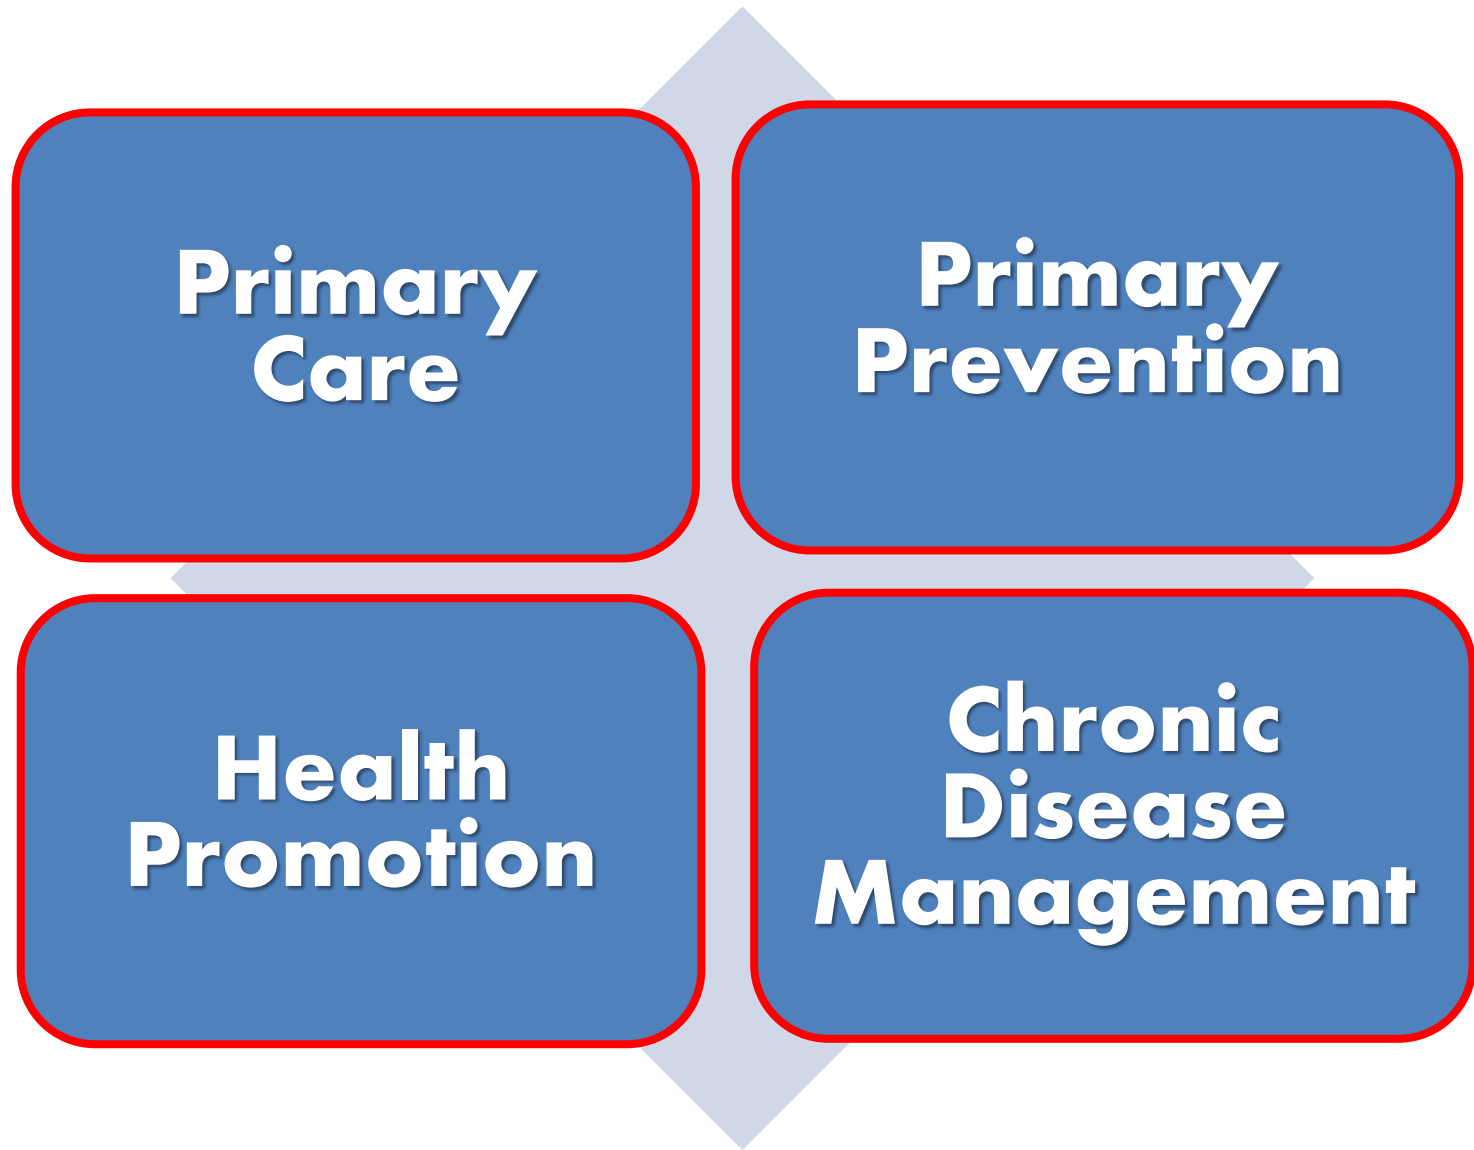 Primary
Care
Primary
Prevention
Health
Promotion
Chronic
Disease
Management